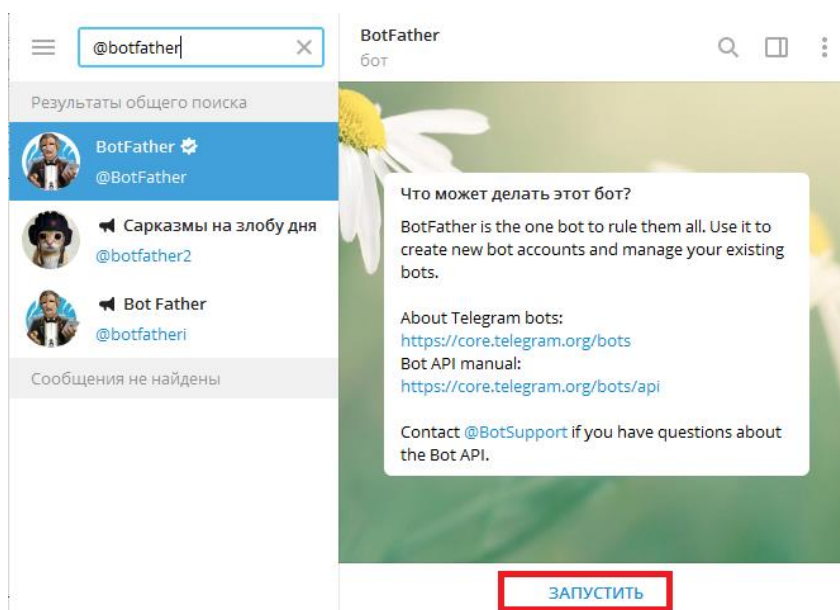 @botfather
Результаты общего поиска
BotFather
@BotFather
Сарказмы на злобу дня
@botfather2
Bot Father
@botfatheri
Сообщения не найдены
BotFather
бот
Что может делать этот бот?
BotFather is the one bot to rule them all. Use it to
create new bot accounts and manage your existing
bots.
About Telegram bots:
https://core.telegram.org/bots
Bot API manual:
https://core.telegram.org/bots/api
Contact @BotSupport if you have questions about
the Bot API.
ЗАПУСТИТЬ